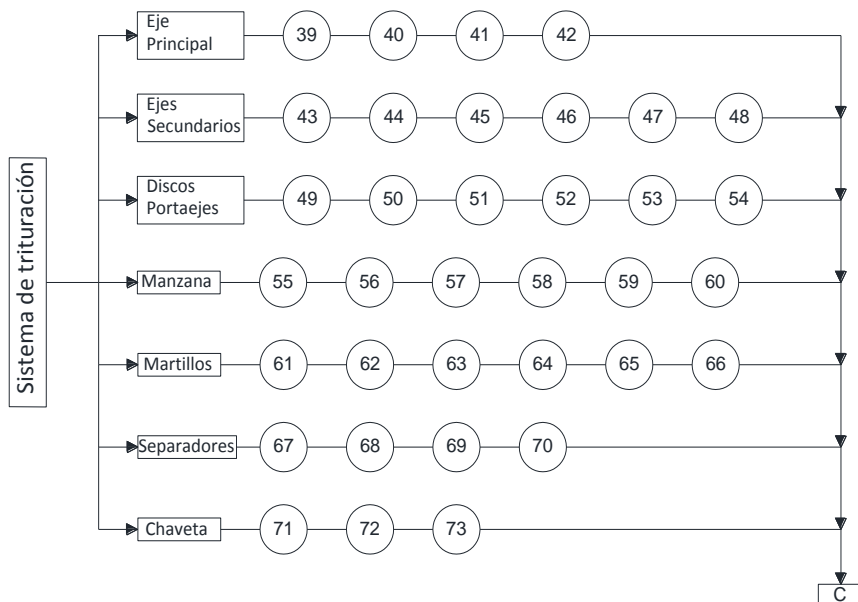 Sistema de trituración
Eje
Principal
39 40 41 42
Ejes
Secundarios
43 44 45 46 47 48
Discos
Portaejes
49 50 51 52 53 54
Manzana 55 56 57 58 59 60
Martillos 61 62 63 64 65 66
Separadores 67 68 69 70
Chaveta 71 72 73
C